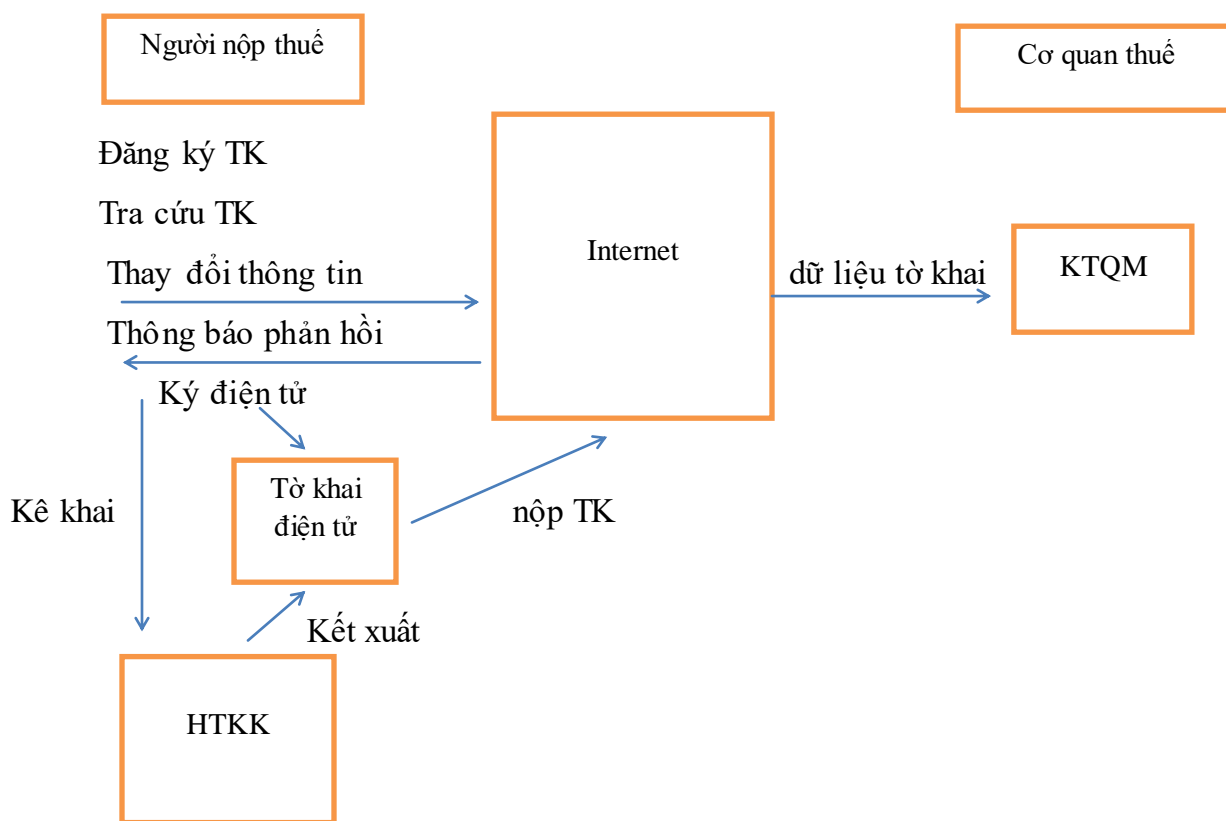 Người nộp thuế
Cơ quan thuế
Đăng ký TK
Tra cứu TK
Internet
Thay đổi thông tin
dữ liệu tờ khai
KTQM
Thông báo phản hồi
Ký điện tử
Tờ khai
điện tử
Kê khai
nộp TK
Kết xuất
HTKK